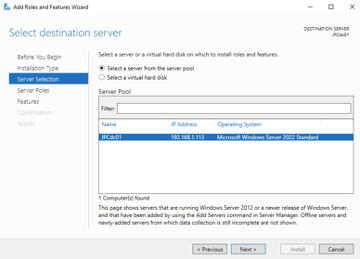 Add Roles and Features Wizard
Select destination server
DESTINATION SERVER
JPCdc01
Before You Begin
Installation Type
Server Selection
Server Roles
Features
Confirmation
Results
Select a server or a virtual hard disk on which to install roles and features.
Select a server from the server pool
Select a virtual hard disk
Server Pool
Filter:
Name IP Address Operating System
JPCdc01 192.168.1.113 Microsoft Windows Server 2022 Standard
1 Computer(s) found
This page shows servers that are running Windows Server 2012 or a newer release of Windows Server,
and that have been added by using the Add Servers command in Server Manager. Offline servers and
newly-added servers from which data collection is still incomplete are not shown.
< Previous Next > Install Cancel